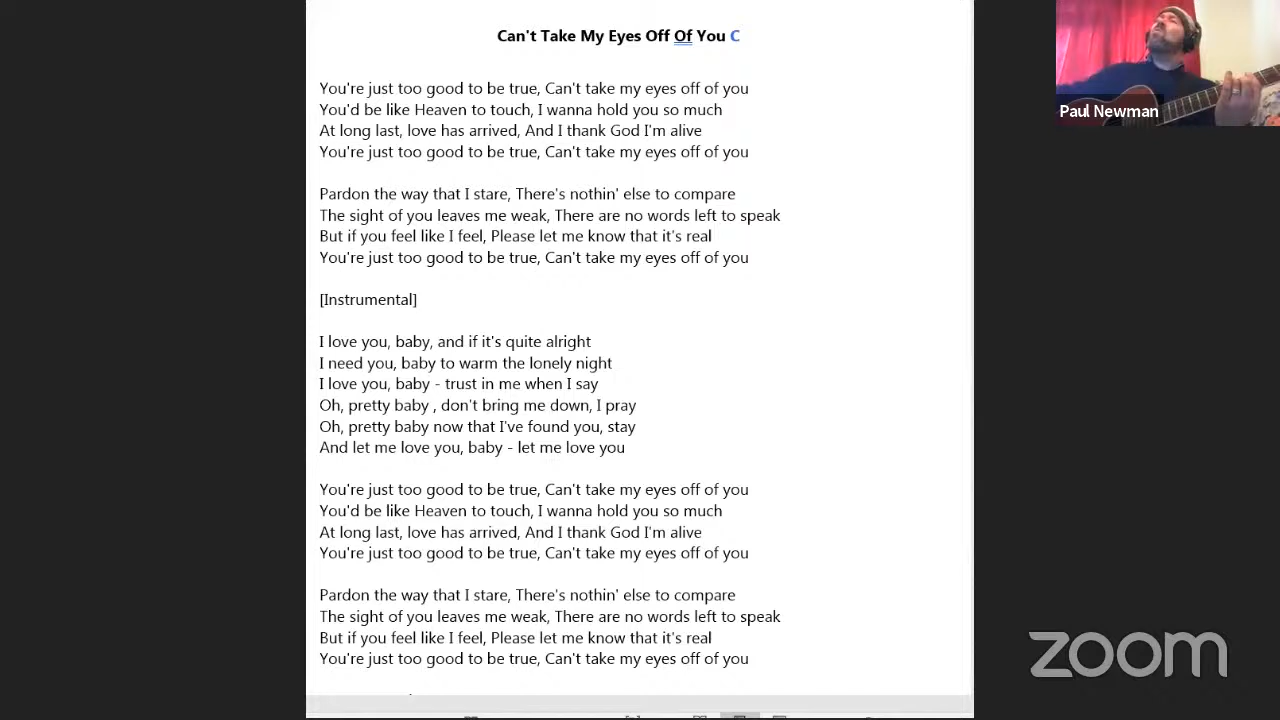 Can't Take My Eyes Off Of You C
You're just too good to be true, Can't take my eyes off of you
You'd be like Heaven to touch, I wanna hold you so much
At long last, love has arrived, And I thank God I'm alive
You're just too good to be true, Can't take my eyes off of you
Pardon the way that I stare, There's nothin' else to compare
The sight of you leaves me weak, There are no words left to speak
But if you feel like I feel, Please let me know that it's real
You're just too good to be true, Can't take my eyes off of you
[Instrumental]
I love you, baby, and if it's quite alright
I need you, baby to warm the lonely night
I love you, baby - trust in me when I say
Oh, pretty baby , don't bring me down, I pray
Oh, pretty baby now that I've found you, stay
And let me love you, baby - let me love you
You're just too good to be true, Can't take my eyes off of you
You'd be like Heaven to touch, I wanna hold you so much
At long last, love has arrived, And I thank God I'm alive
You're just too good to be true, Can't take my eyes off of you
Pardon the way that I stare, There's nothin' else to compare
The sight of you leaves me weak, There are no words left to speak
But if you feel like I feel, Please let me know that it's real
You're just too good to be true, Can't take my eyes off of you
Paul Newman
zoom